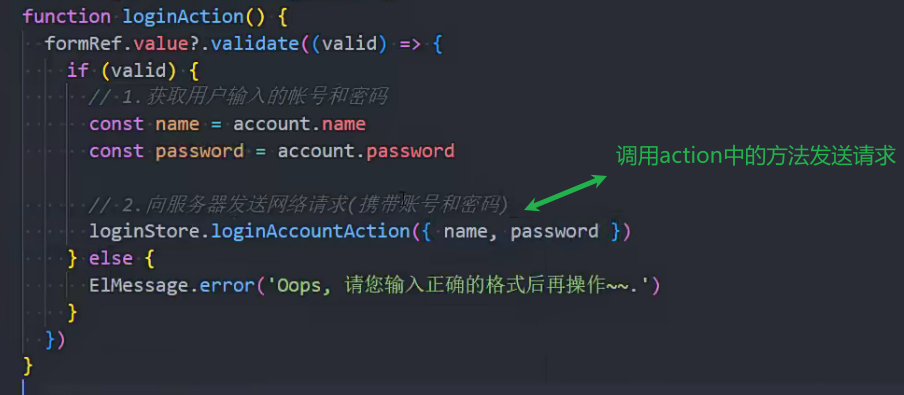 function loginAction() {
formRef.value?.validate((valid) => {
if (valid) {
// 1.获取用户输入的帐号和密码
const name = account.name
const password = account.password
调用action中的方法发送请求
// 2.向服务器发送网络请求(携带账号和密码)
loginStore.loginAccountAction({ name, password })
} else {
ElMessage.error('Oops, 请您输入正确的格式后再操作~~.')
}
})
}